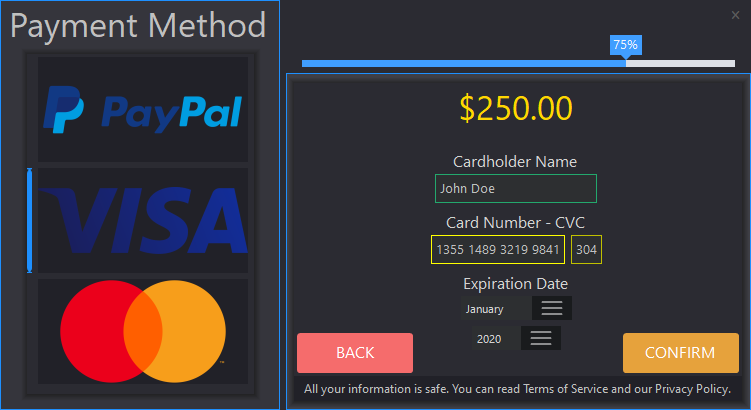 Payment Method
PayPal
VISA
x
75%
$250.00
Cardholder Name
John Doe
Card Number - CVC
1355 1489 3219 9841 304
Expiration Date
January
2020
BACK
CONFIRM
All your information is safe. You can read Terms of Service and our Privacy Policy.